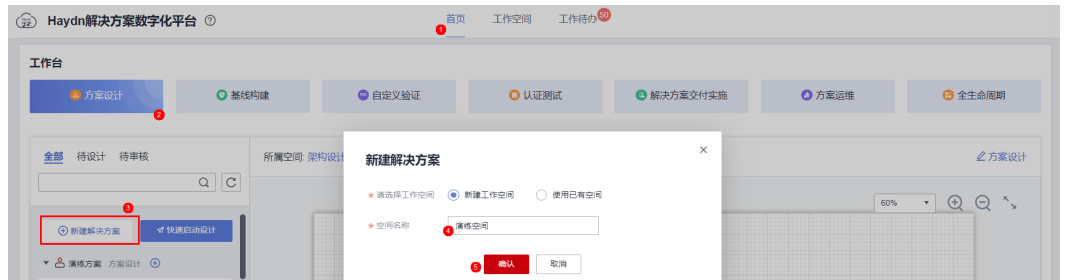 Haydn解决方案数字化平台 ?
首页 工作空间 工作待办 50
1
工作台
方案设计 基线构建 自定义验证 认证测试 解决方案交付实施 方案运维 全生命周期
2
全部 待设计 待审核
所属空间: 架构设计
新建解决方案 ×
方案设计
* 请选择工作空间 新建工作空间 使用已有空间
60%
3
新建解决方案 快速启动设计
* 空间名称 4 演练空间
演练方案 方案设计
5 确认 取消